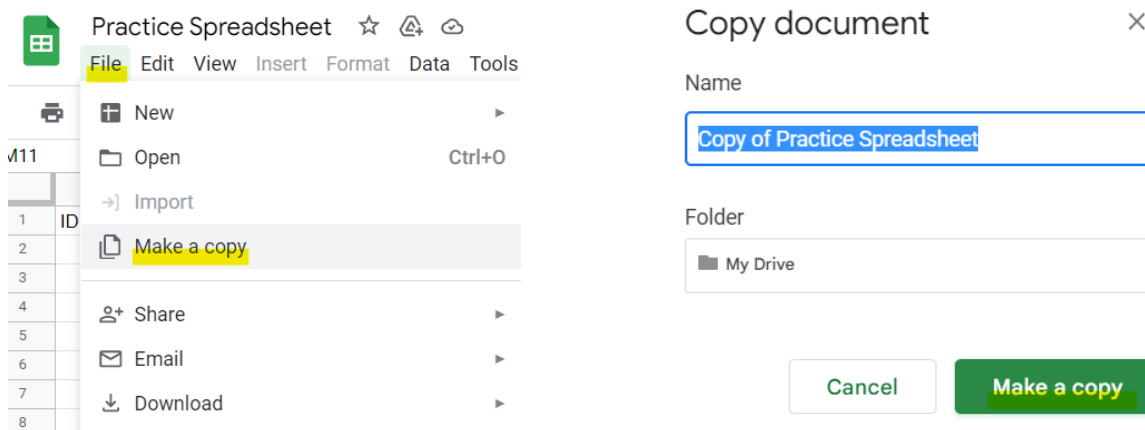 Practice Spreadsheet
File Edit View Insert Format Data Tools
New
Open Ctrl+O
Import
Make a copy
Share
Email
Download
M11
1 ID
2
3
4
5
6
7
8
Copy document
Name
Copy of Practice Spreadsheet
Folder
My Drive
Cancel Make a copy